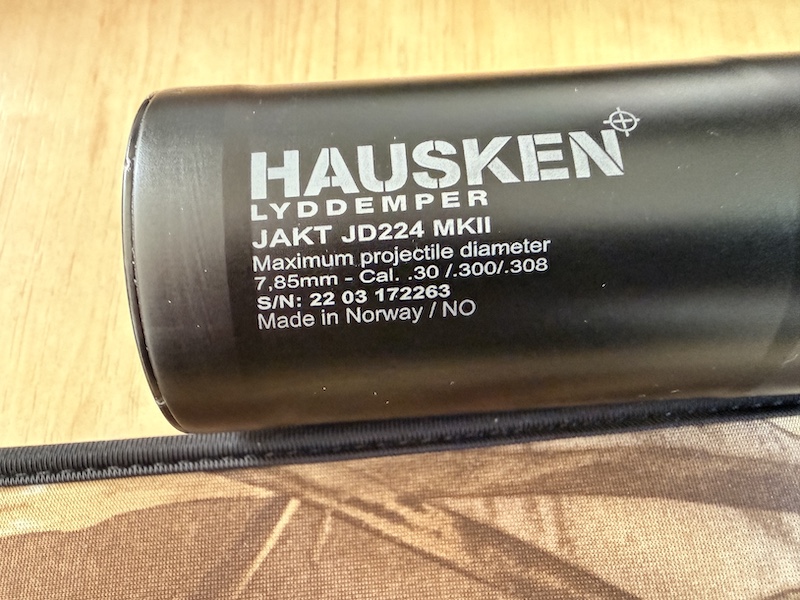 HAUSKEN
LYDDEMPER
JAKT JD224 MKII
Maximum projectile diameter
7,85mm - Cal. .30 /.300/.308
S/N: 22 03 172263
Made in Norway / NO